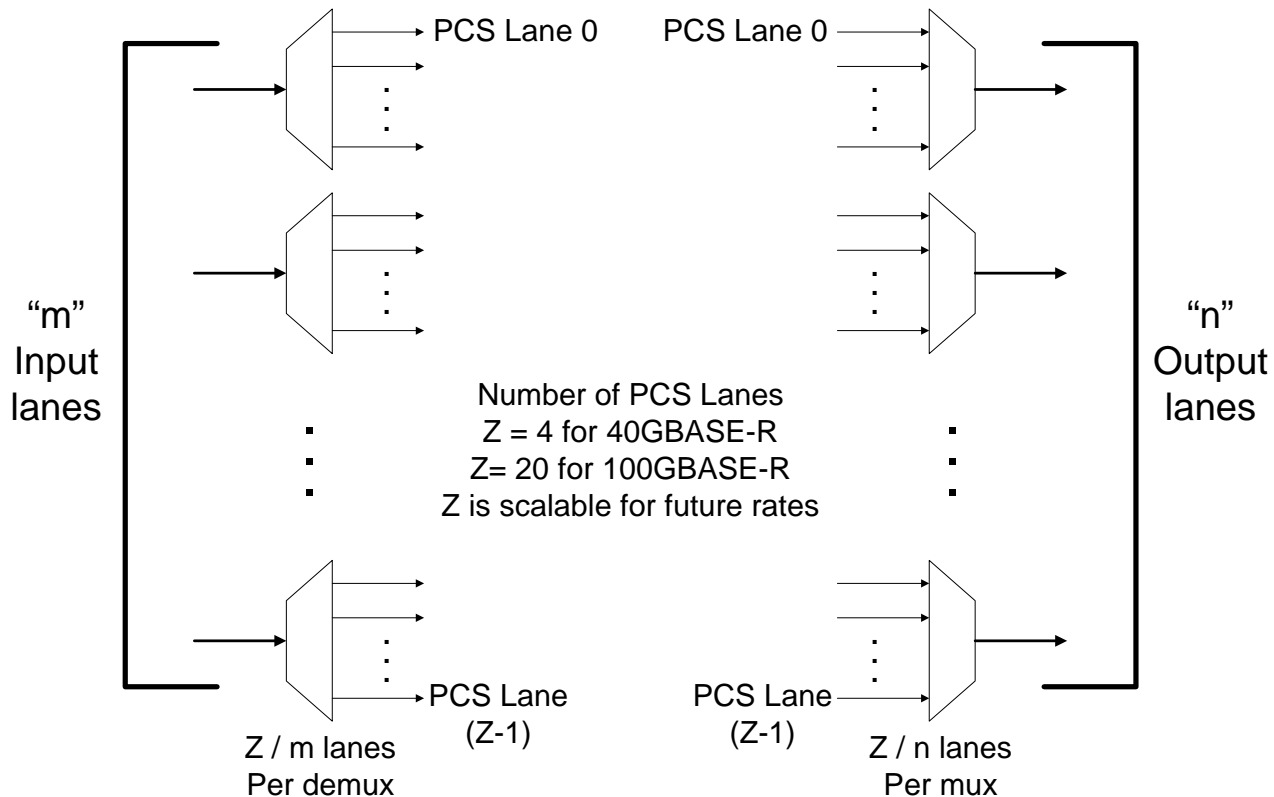 PCS Lane 0
PCS Lane 0
“m”
Input
lanes
“n”
Output
lanes
Number of PCS Lanes
Z = 4 for 40GBASE-R
Z= 20 for 100GBASE-R
Z is scalable for future rates
PCS Lane
(Z-1)
PCS Lane
(Z-1)
Z / m lanes
Per demux
Z / n lanes
Per mux